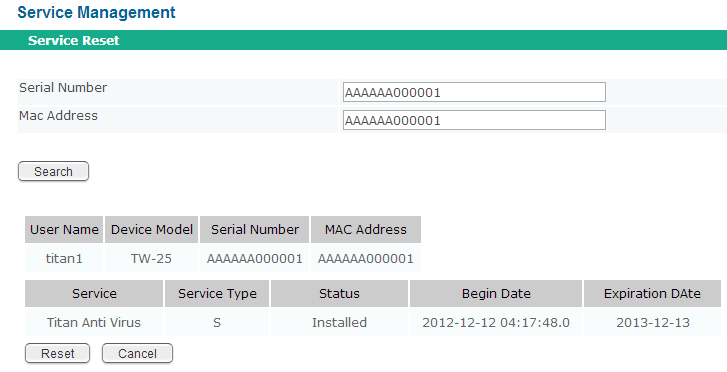 Service Management
Service Reset
Serial Number AAAAAA000001
Mac Address AAAAAA000001
Search
User Name Device Model Serial Number MAC Address
titan1 TW-25 AAAAAA000001 AAAAAA000001
Service Service Type Status Begin Date Expiration DAte
Titan Anti Virus S Installed 2012-12-12 04:17:48.0 2013-12-13
Reset Cancel